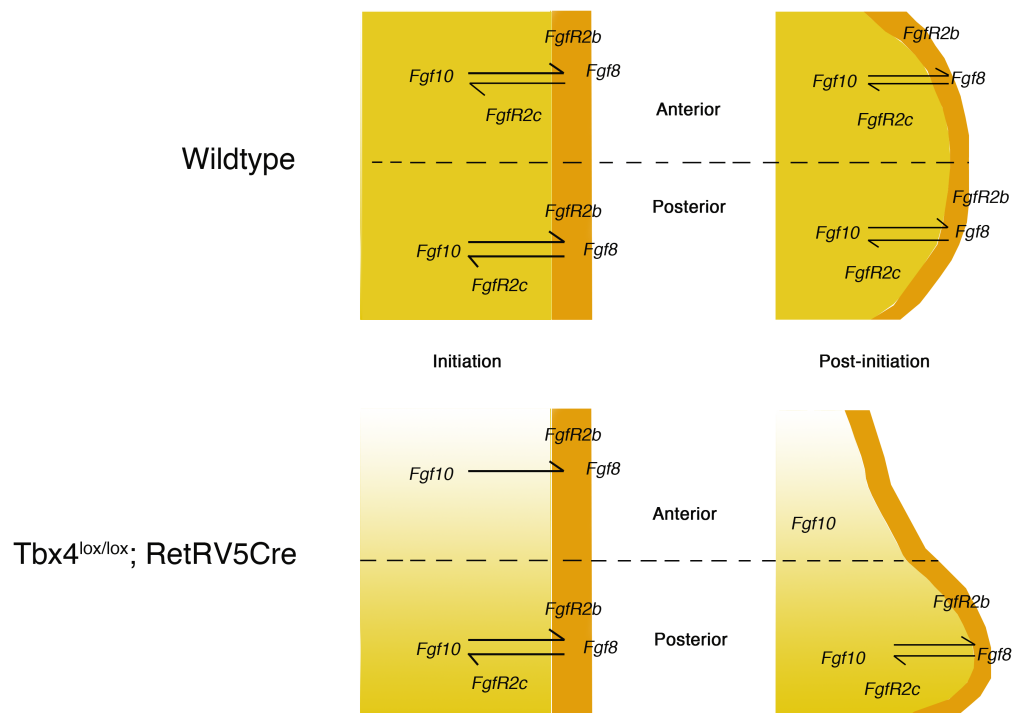 FgfR2b
Fgf10
Fgf8
FgfR2c
Anterior
FgfR2b
Fgf10
Fgf8
FgfR2c
Wildtype
FgfR2b
Fgf10
Fgf8
FgfR2c
Posterior
FgfR2b
Fgf10
Fgf8
FgfR2c
Initiation
Post-initiation
FgfR2b
Fgf10
Fgf8
Anterior
Fgf10
Tbx4lox/lox; RetRV5Cre
FgfR2b
Fgf10
Fgf8
FgfR2c
Posterior
FgfR2b
Fgf10
Fgf8
FgfR2c